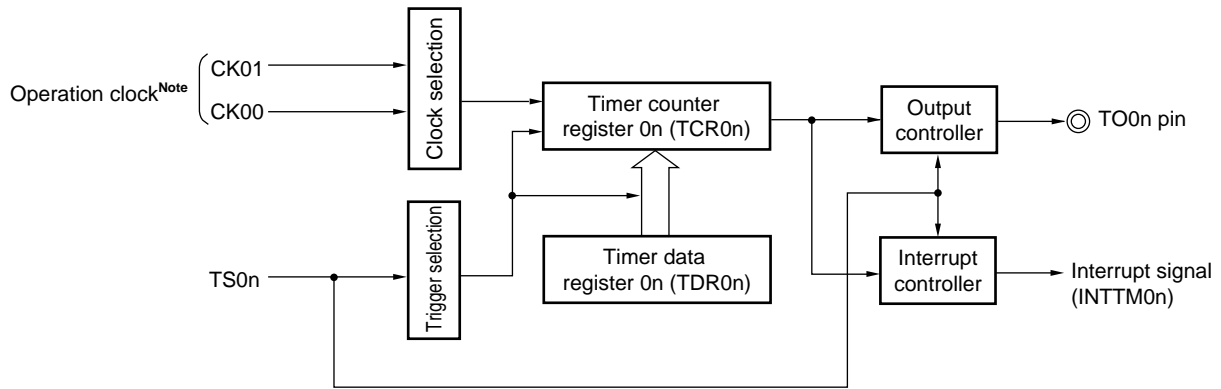 Operation clockNote
CK01
CK00
Clock selection
Timer counter
register 0n (TCR0n)
Output
controller
TO0n pin
TS0n
Trigger selection
Timer data
register 0n (TDR0n)
Interrupt
controller
Interrupt signal
(INTTM0n)